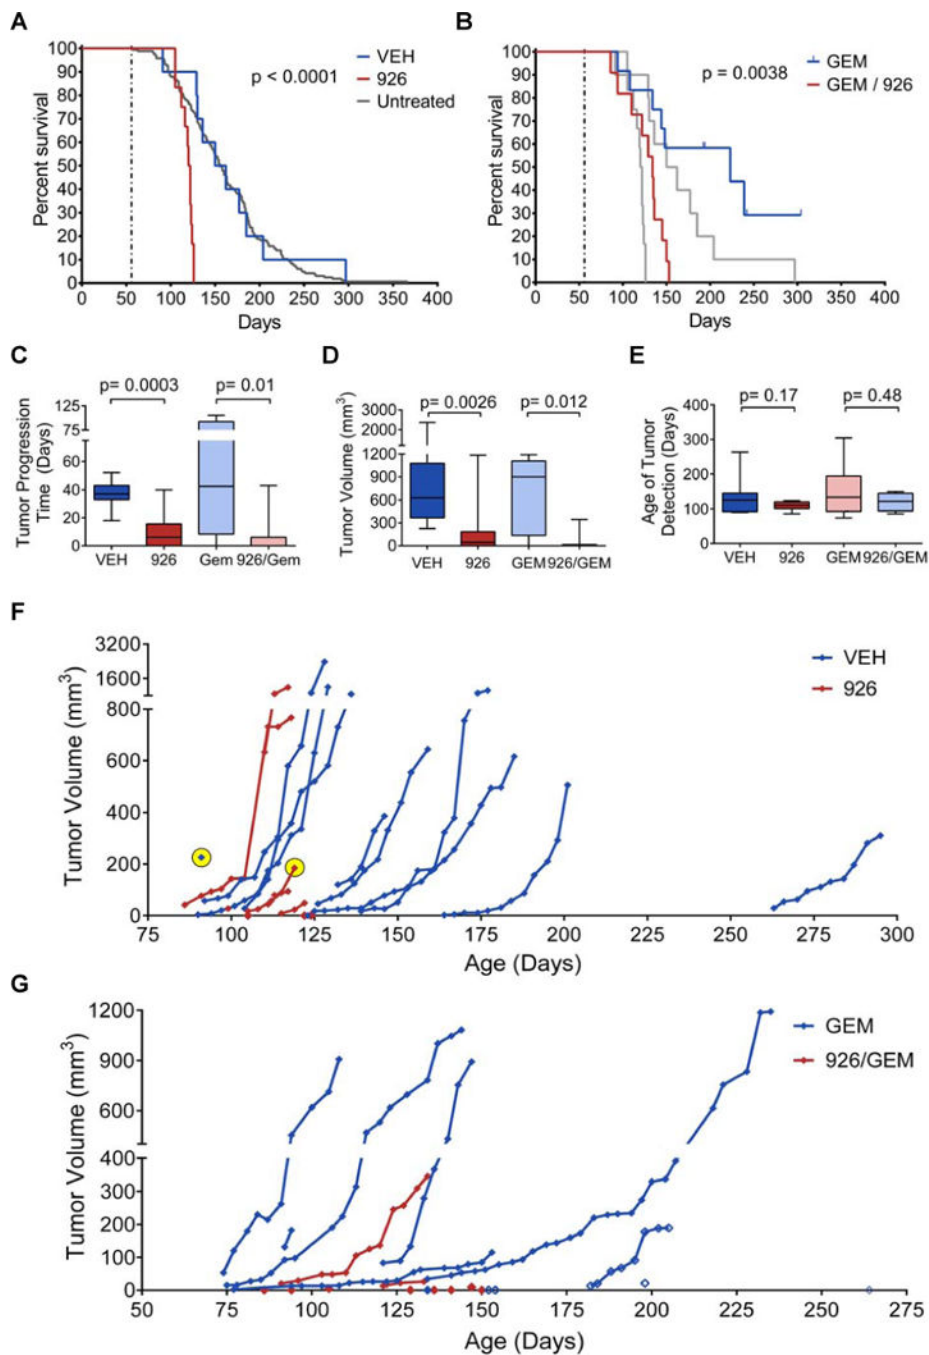 A
Percent survival
100
90
80
70
60
50
40
30
20
10
0
0 50 100 150 200 250 300 350 400
Days
p < 0.0001
VEH
926
Untreated
B
Percent survival
100
90
80
70
60
50
40
30
20
10
0
0 50 100 150 200 250 300 350 400
Days
p = 0.0038
GEM
GEM / 926
C
Tumor Progression
Time (Days)
125
75
60
40
20
0
p= 0.0003
p= 0.01
VEH 926 Gem 926/Gem
D
Tumor Volume (mm³)
3000
2000
1200
900
600
300
0
p= 0.0026
p= 0.012
VEH 926 GEM 926/GEM
E
Age of Tumor
Detection (Days)
400
300
200
100
0
p= 0.17
p= 0.48
VEH 926 GEM 926/GEM
F
Tumor Volume (mm³)
3200
1600
800
600
400
200
0
75 100 125 150 175 200 225 250 275 300
Age (Days)
VEH
926
G
Tumor Volume (mm³)
1200
900
600
400
300
200
100
0
50 75 100 125 150 175 200 225 250 275
Age (Days)
GEM
926/GEM